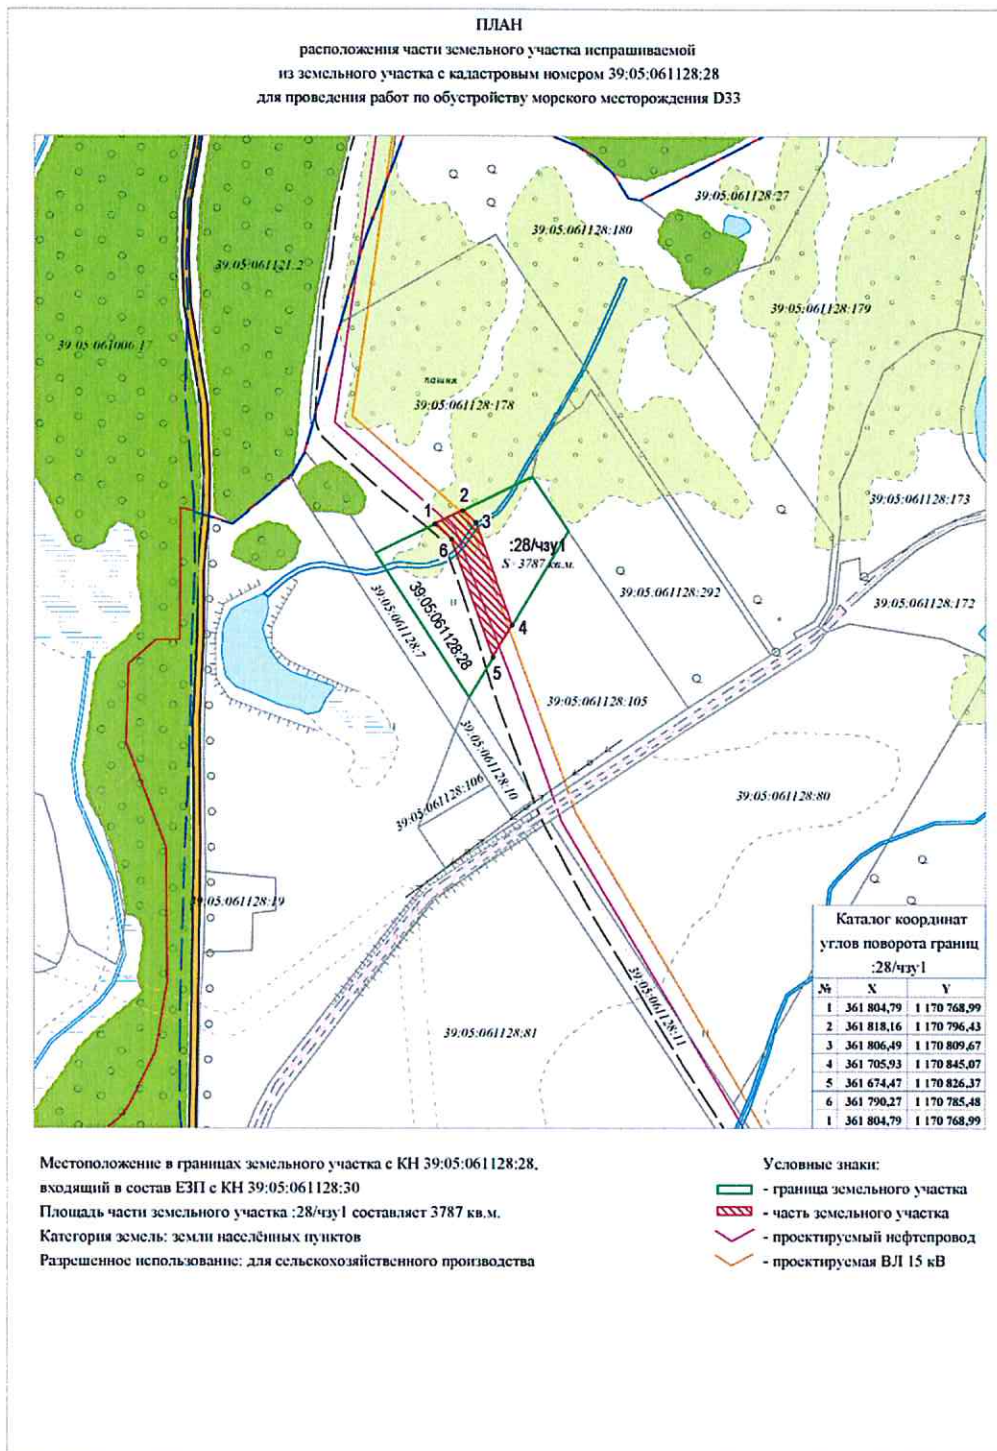 ПЛАН
расположения части земельного участка испрашиваемой
из земельного участка с кадастровым номером 39:05:061128:28
для проведения работ по обустройству морского месторождения D33
39:05:061128:27
39:05:061128:180
39:05:061121:2
39:05:061128:179
39:05:061006:17
пашня
39:05:061128:178
39:05:061128:173
1
2
3
:28/чзу1
S - 3787 кв.м.
6
39:05:061128:292
39:05:061128:172
39:05:061128:7
39:05:061128:28
4
5
39:05:061128:105
39:05:061128:10
39:05:061128:106
39:05:061128:80
39:05:061128:19
39:05:061128:11
39:05:061128:81
Каталог координат
углов поворота границ
:28/чзу1
№ X Y
1 361 804,79 1 170 768,99
2 361 818,16 1 170 796,43
3 361 806,49 1 170 809,67
4 361 705,93 1 170 845,07
5 361 674,47 1 170 826,37
6 361 790,27 1 170 785,48
1 361 804,79 1 170 768,99
Местоположение в границах земельного участка с КН 39:05:061128:28,
входящий в состав ЕЗП с КН 39:05:061128:30
Площадь части земельного участка :28/чзу1 составляет 3787 кв.м.
Категория земель: земли населённых пунктов
Разрешенное использование: для сельскохозяйственного производства
Условные знаки:
- граница земельного участка
- часть земельного участка
- проектируемый нефтепровод
- проектируемая ВЛ 15 кВ